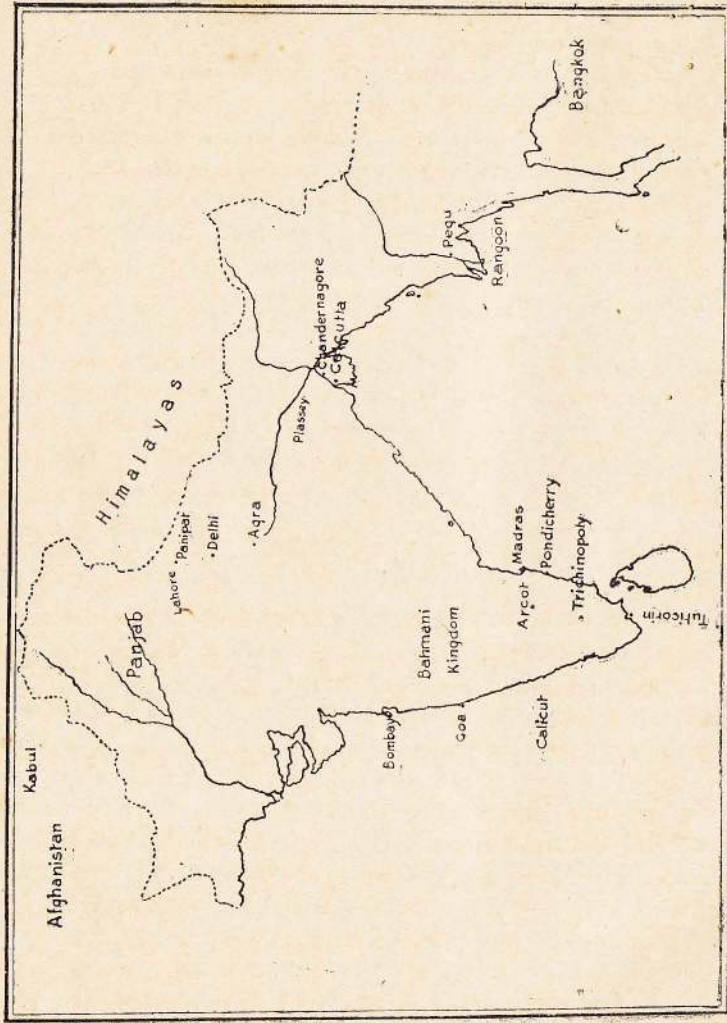 Afghanistan
Kabul
Panjab
Himalayas
Lahore
Panipat
Delhi
Agra
Plassey
Chandernagore
Calcutta
Pegu
Rangoon
Bangkok
Bombay
Bahmani
Kingdom
Goa
Calicut
Arcot
Madras
Pondicherry
Trichinopoly
Tuticorin